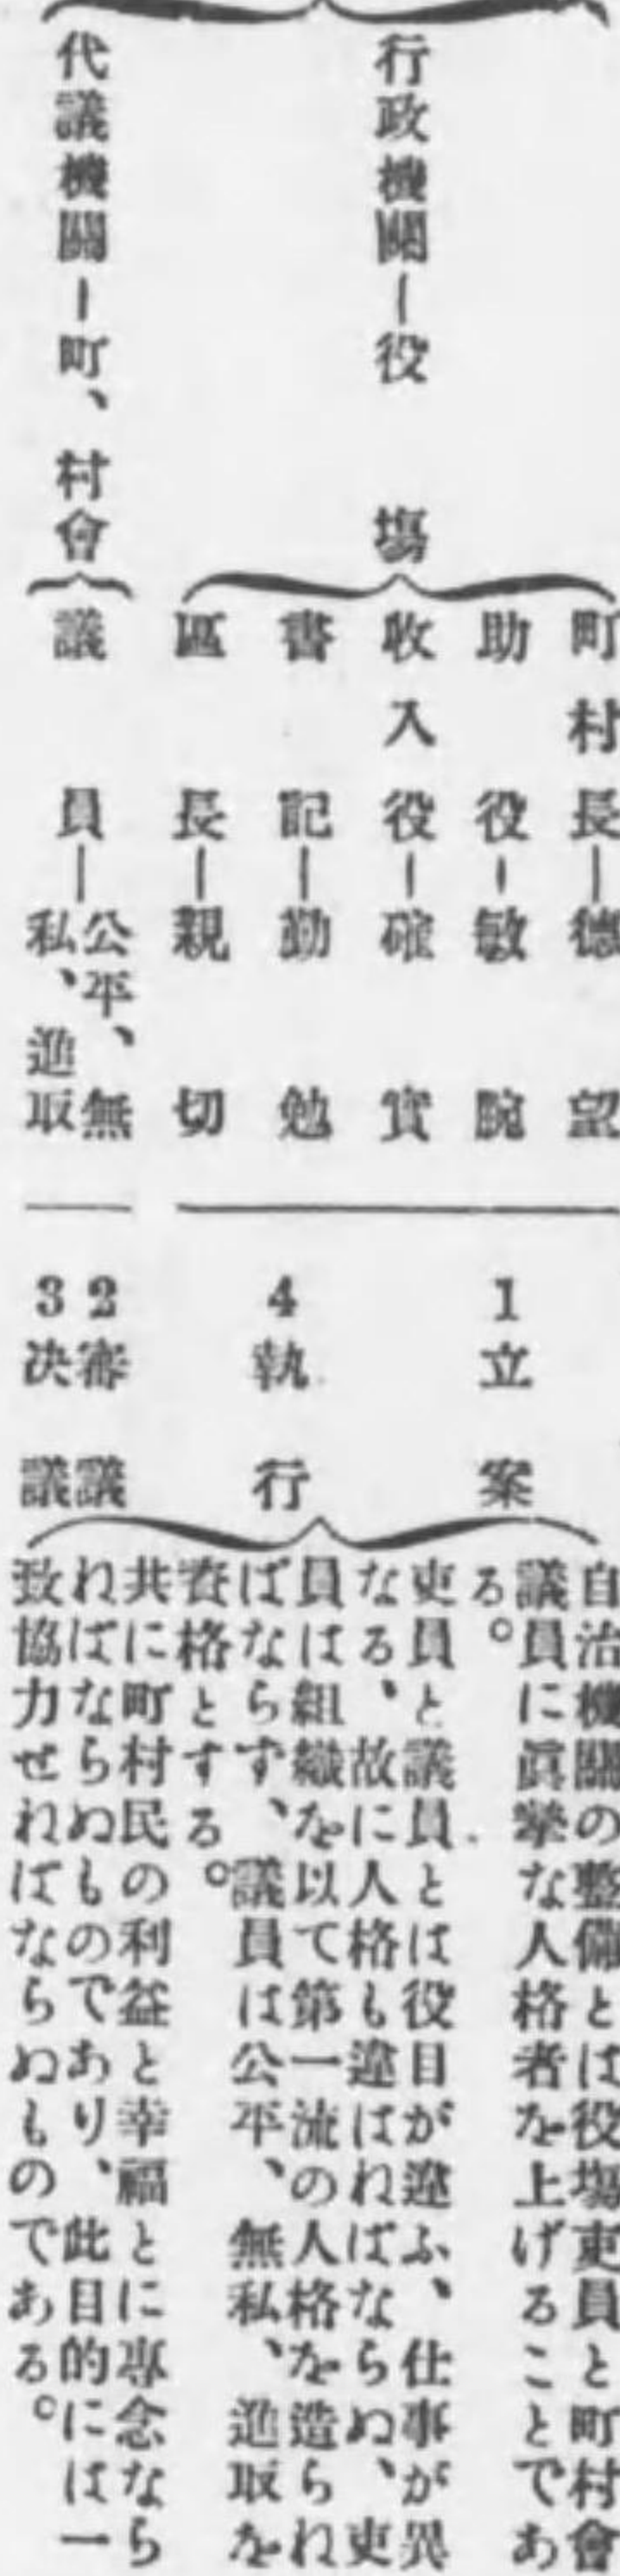 行政機關―役場
町村長―德望
助役―敏腕
收入役―確實
書記―勤勉
區長―親切
1立案
4執行
代議機關―町、村會
議員―公平、無
私、進取
2審議
3決議
自治機關の整備とは役場吏員と町村會
議員に眞摯な人格者を上げることであ
る。
吏員と議員とは役目が違ふ、仕事が異
なる、故に人格も違はねばならぬ、吏
員は組織を以て第一流の人格を造られ
ばならず、議員は公平、無私、進取を
資格とする。
共に町村民の利益と幸福とに專念なら
ねばならぬものであり、此目的には一
致協力せねばならぬものである。